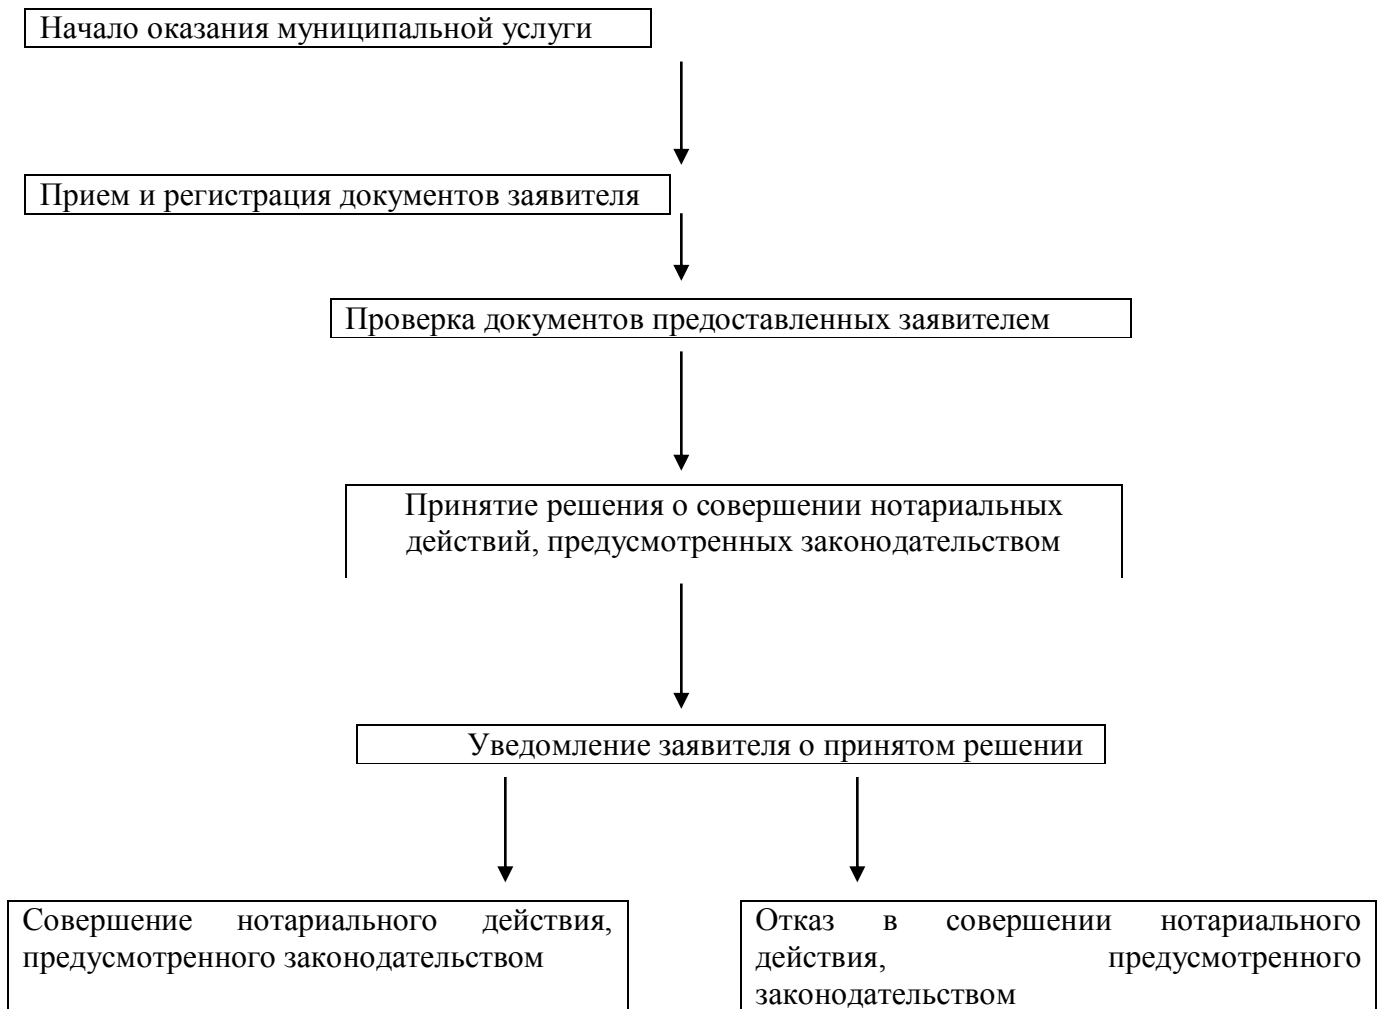 Начало оказания муниципальной услуги
Прием и регистрация документов заявителя
Проверка документов предоставленных заявителем
Принятие решения о совершении нотариальных
действий, предусмотренных законодательством
Уведомление заявителя о принятом решении
Совершение нотариального действия,
предусмотренного законодательством
Отказ в совершении нотариального
действия, предусмотренного
законодательством